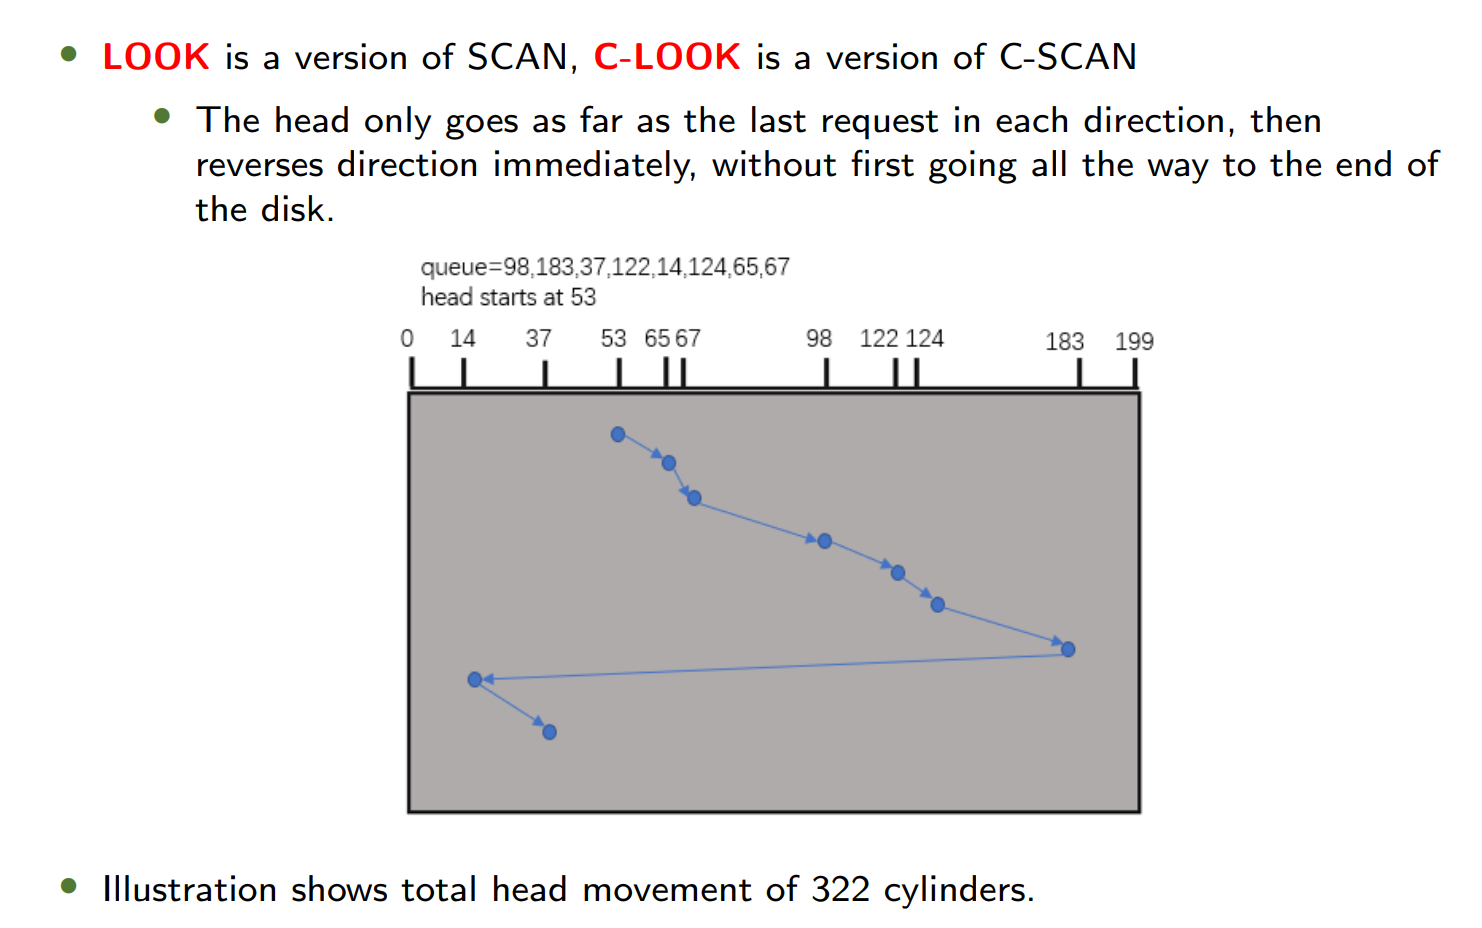 LOOK is a version of SCAN, C-LOOK is a version of C-SCAN
The head only goes as far as the last request in each direction, then
reverses direction immediately, without first going all the way to the end of
the disk.
queue=98,183,37,122,14,124,65,67
head starts at 53
0 14 37 53 65 67 98 122 124 183 199
Illustration shows total head movement of 322 cylinders.